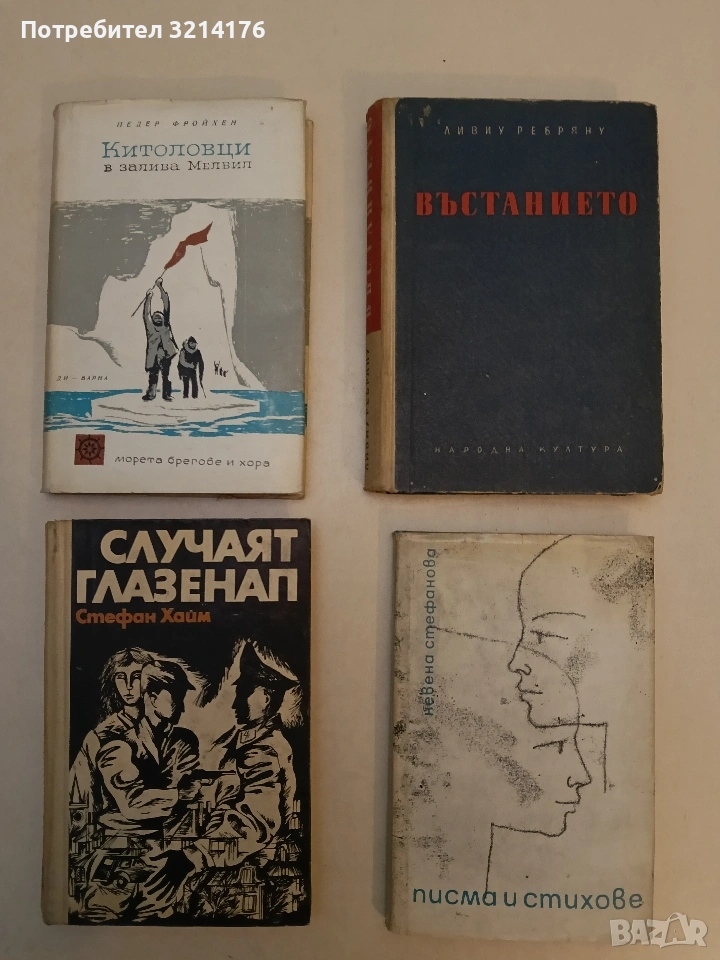 Потребител 3214176
ПЕДЕР ФРОЙХЕН
Китоловци
в залива Мелвил
ДИ - ВАРНА
морета брегове и хора
ЛИВИУ РЕБРЯНУ
ВЪСТАНИЕТО
НАРОДНА КУЛТУРА
СЛУЧАЯТ
ГЛАЗЕНАП
Стефан Хайм
невена стефанова
писма и стихове
BAZAR